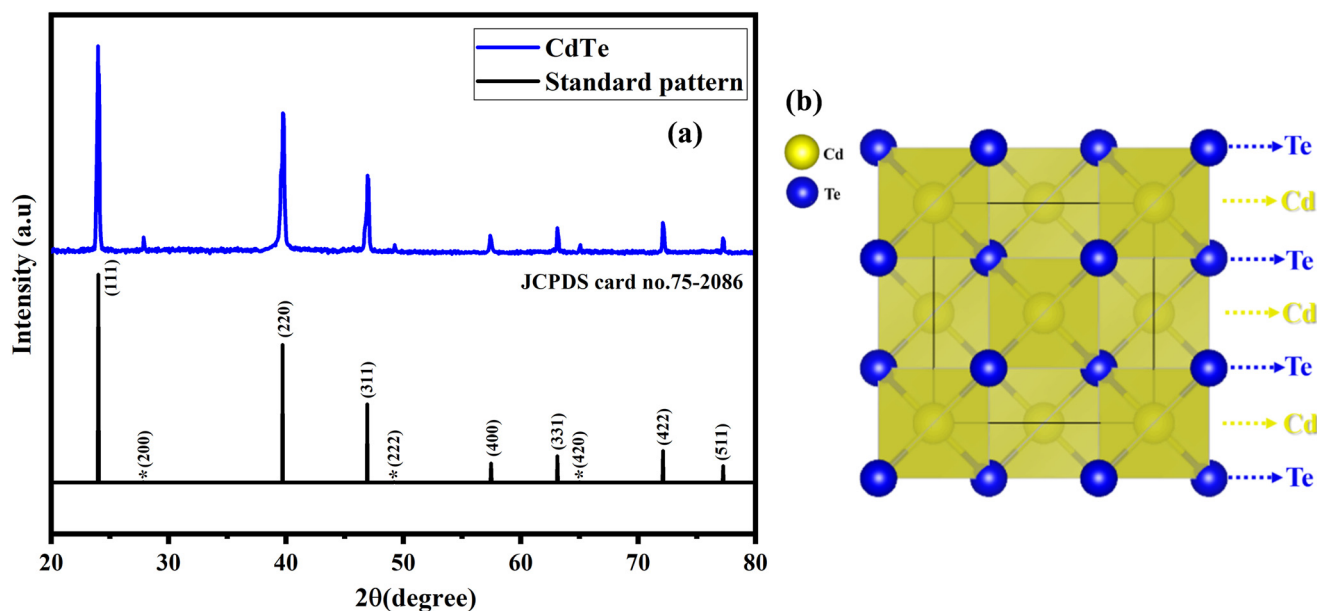 CdTe
Standard pattern
(a)
Intensity (a.u)
JCPDS card no.75-2086
(111)
*(200)
(220)
(311)
*(222)
(400)
(331)
*(420)
(422)
(511)
20 30 40 50 60 70 80
2θ(degree)
(b)
Cd
Te
Te
Cd
Te
Cd
Te
Cd
Te